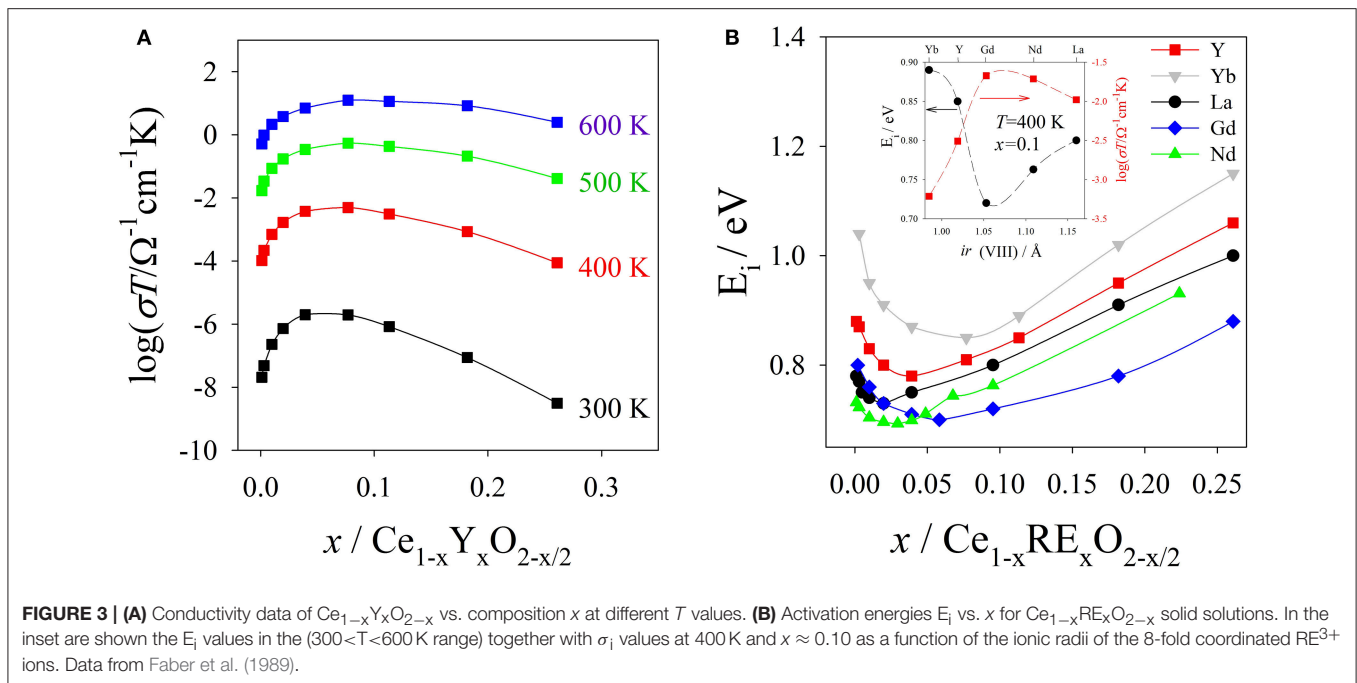 A
log(σT/Ω⁻¹cm⁻¹K)
2
0
-2
-4
-6
-8
-10
600 K
500 K
400 K
300 K
0.0 0.1 0.2 0.3
x / Ce₁₋ₓYₓO₂₋ₓ/₂
B
Eᵢ / eV
1.4
1.2
1.0
0.8
Yb Y Gd Nd La
Eᵢ / eV
0.90
0.85
0.80
0.75
0.70
T=400 K
x=0.1
-1.5
-2.0
-2.5
-3.0
-3.5
log(σT/Ω⁻¹cm⁻¹K)
1.00 1.05 1.10 1.15
ir (VIII) / Å
Y
Yb
La
Gd
Nd
0.00 0.05 0.10 0.15 0.20 0.25
x / Ce₁₋ₓREₓO₂₋ₓ/₂
FIGURE 3 | (A) Conductivity data of Ce₁₋ₓYₓO₂₋ₓ vs. composition x at different T values. (B) Activation energies Eᵢ vs. x for Ce₁₋ₓREₓO₂₋ₓ solid solutions. In the
inset are shown the Eᵢ values in the (300<T<600 K range) together with σᵢ values at 400 K and x ≈ 0.10 as a function of the ionic radii of the 8-fold coordinated RE³⁺
ions. Data from Faber et al. (1989).